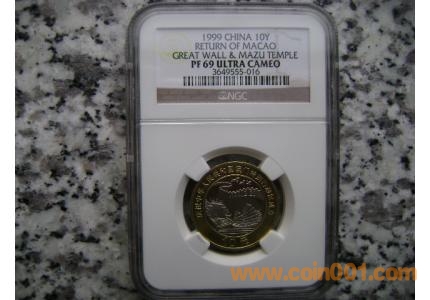 1999 CHINA 10Y
RETURN OF MACAO
GREAT WALL & MAZU TEMPLE
PF 69 ULTRA CAMEO
3649555-016
NGC
www.coin001.com